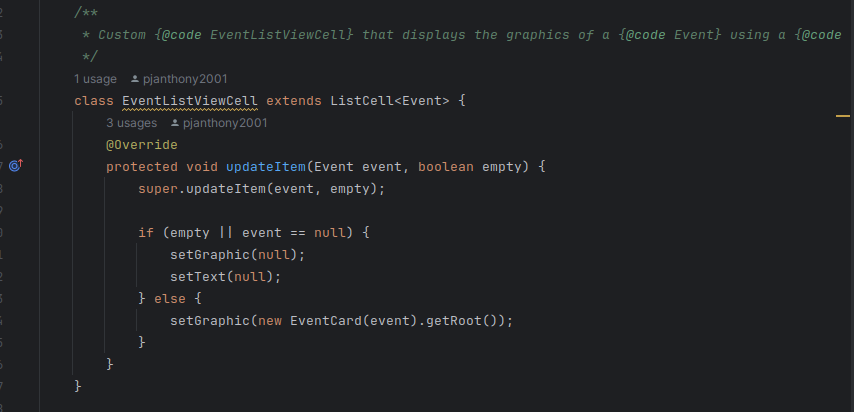 /**
* Custom {@code EventListViewCell} that displays the graphics of a {@code Event} using a {@code
*/
1 usage pjanthony2001
class EventListViewCell extends ListCell<Event> {
3 usages pjanthony2001
@Override
protected void updateItem(Event event, boolean empty) {
super.updateItem(event, empty);
if (empty || event == null) {
setGraphic(null);
setText(null);
} else {
setGraphic(new EventCard(event).getRoot());
}
}
}